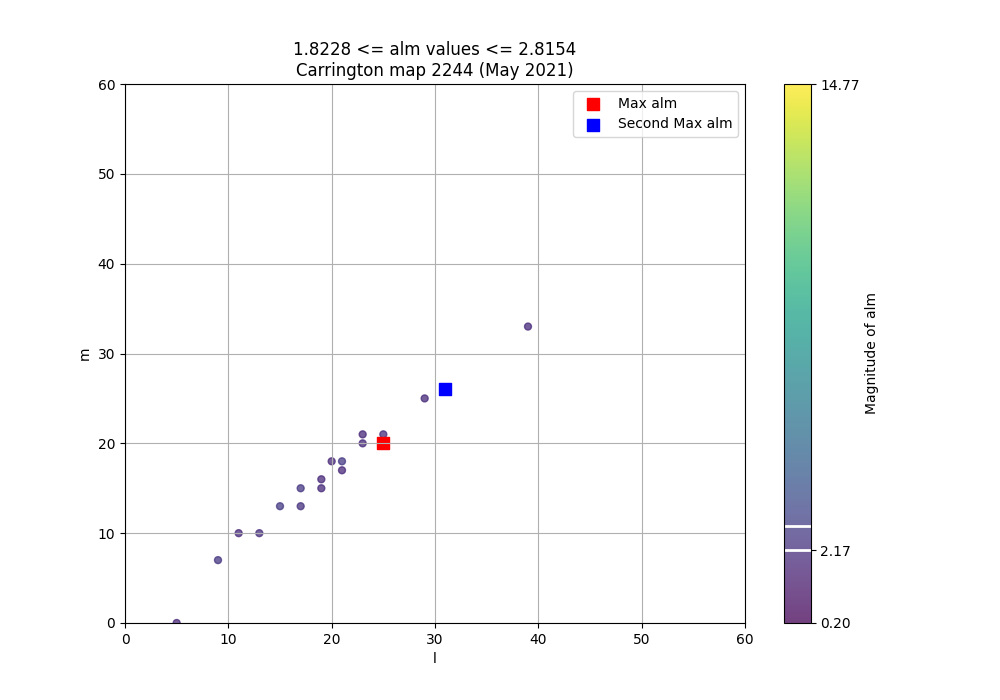 1.8228 <= alm values <= 2.8154
Carrington map 2244 (May 2021)
Max alm
Second Max alm
60
50
40
30
20
10
0
m
0 10 20 30 40 50 60
l
14.77
2.17
0.20
Magnitude of alm